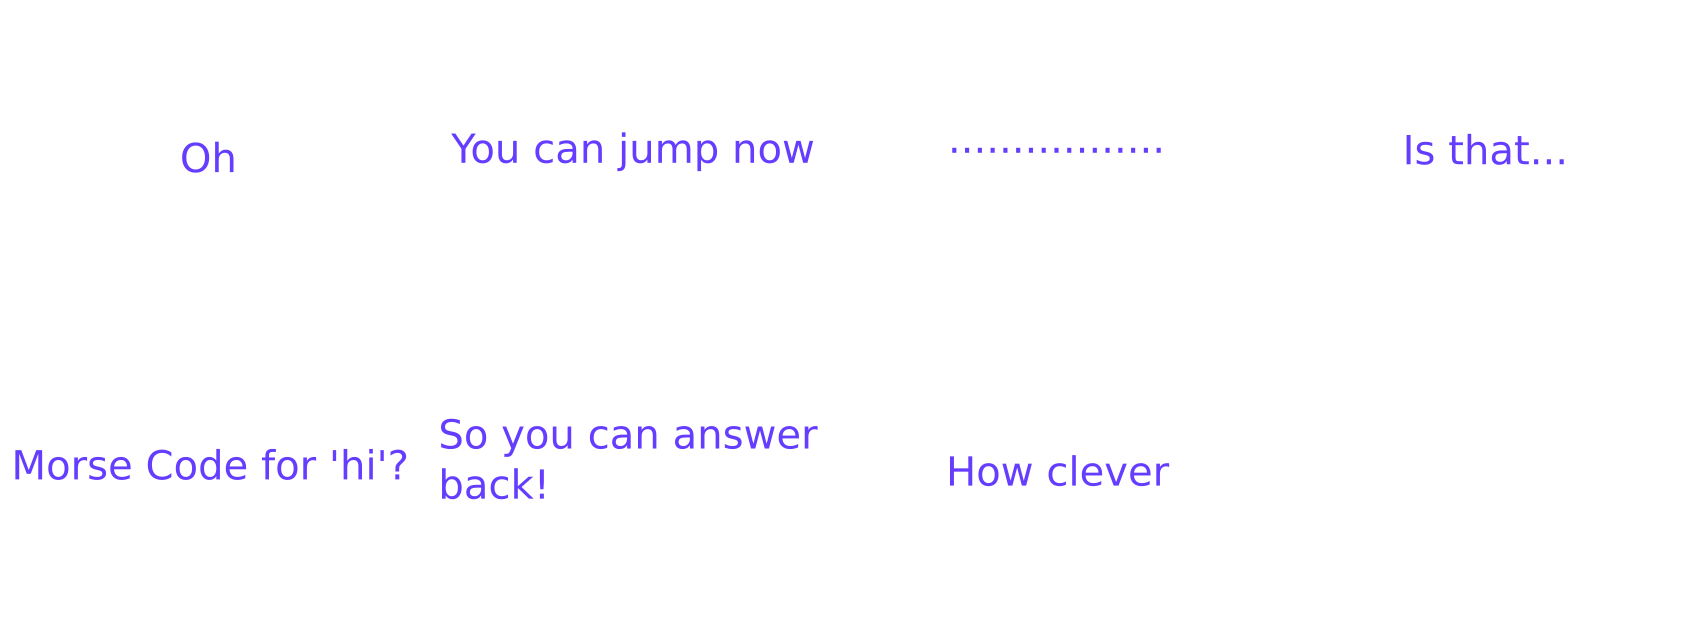 Oh
You can jump now
.................
Is that...
Morse Code for 'hi'?
So you can answer
back!
How clever